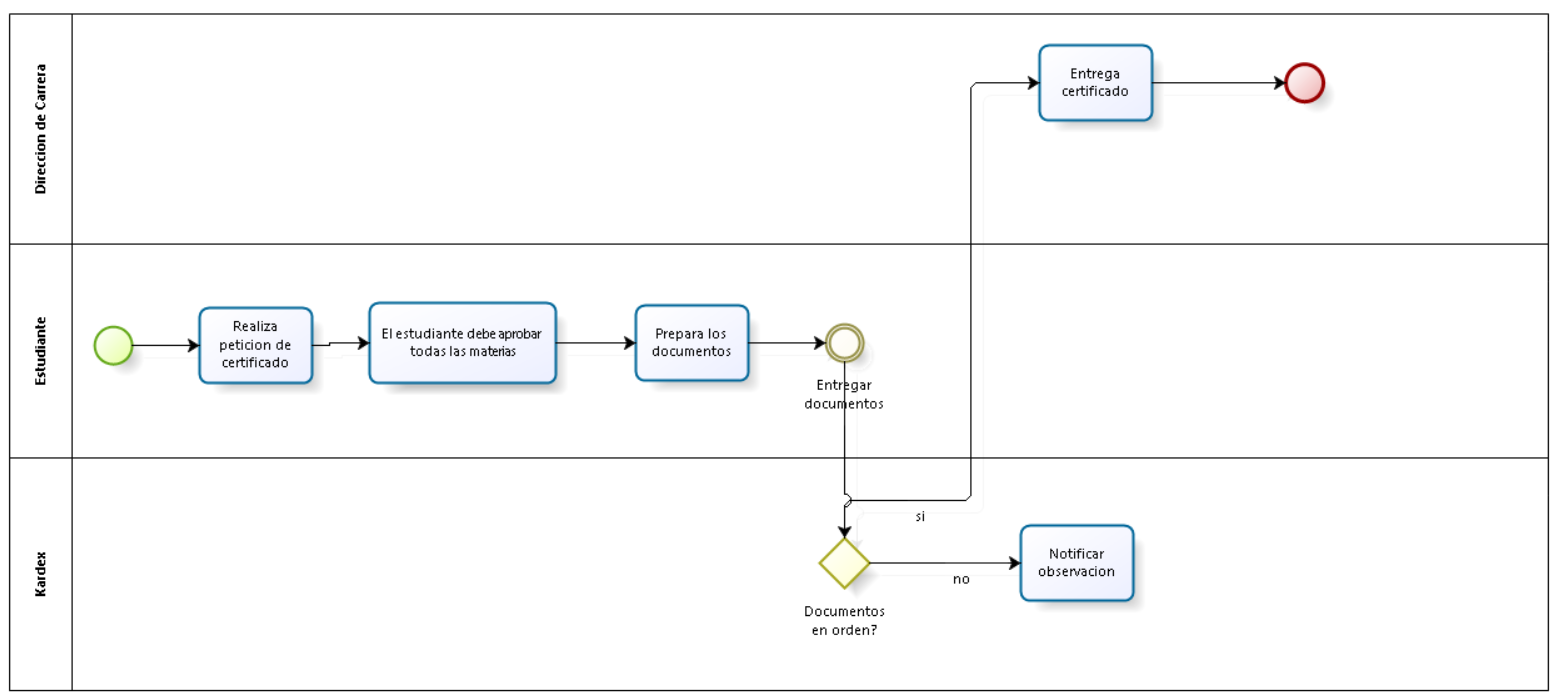 Direccion de Carrera
Entrega
certificado
Estudiante
Realiza
peticion de
certificado
El estudiante debe aprobar
todas las materias
Prepara los
documentos
Entregar
documentos
Kardex
si
no
Notificar
observacion
Documentos
en orden?